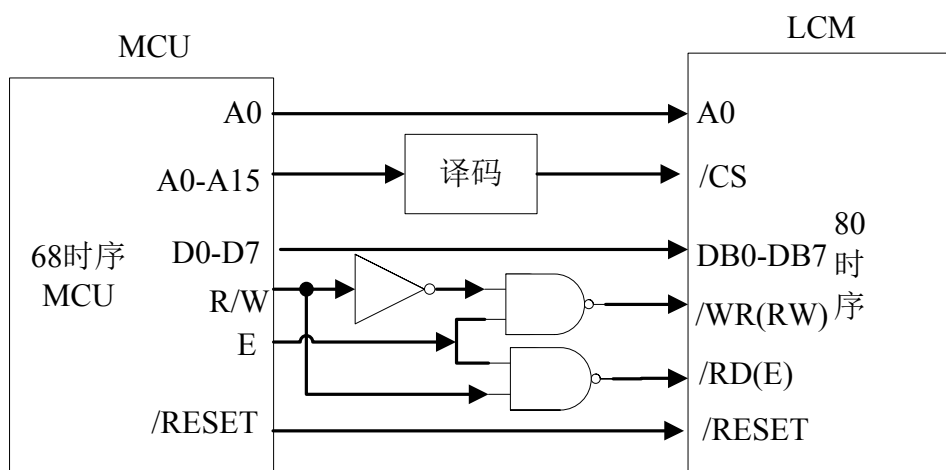 MCU
LCM
A0
A0
A0-A15
译码
/CS
D0-D7
DB0-DB7
68时序
MCU
80
时
序
R/W
/WR(RW)
E
/RD(E)
/RESET
/RESET